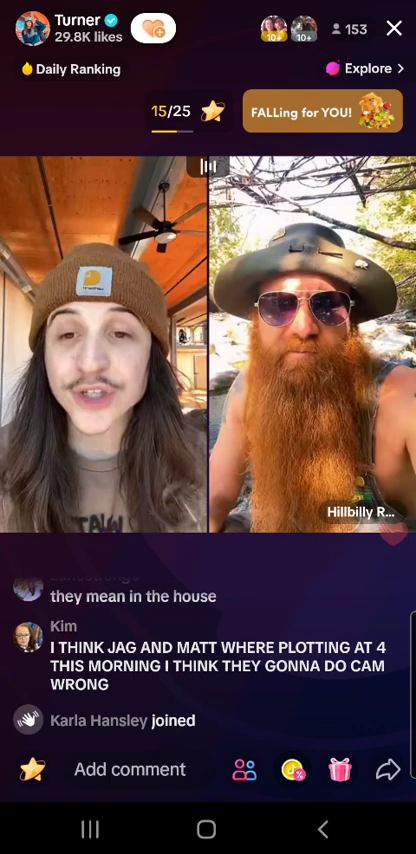 Turner
29.8K likes
10+
10+
153
Daily Ranking
Explore >
15/25
FALLing for YOU!
Hillbilly R...
they mean in the house
Kim
I THINK JAG AND MATT WHERE PLOTTING AT 4
THIS MORNING I THINK THEY GONNA DO CAM
WRONG
Karla Hansley joined
Add comment